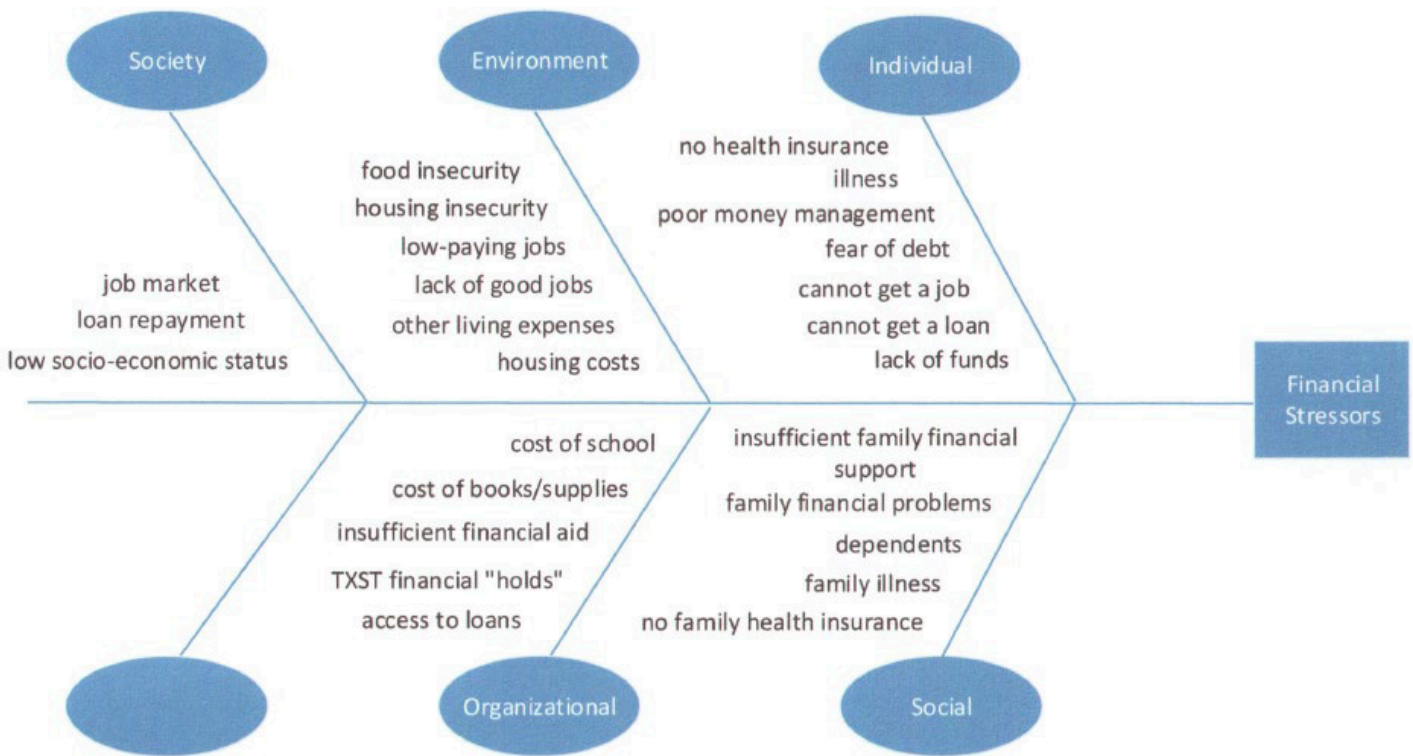 Society
Environment
Individual
no health insurance
illness
poor money management
fear of debt
cannot get a job
cannot get a loan
lack of funds
food insecurity
housing insecurity
low-paying jobs
lack of good jobs
other living expenses
housing costs
job market
loan repayment
low socio-economic status
Financial
Stressors
cost of school
cost of books/supplies
insufficient financial aid
TXST financial "holds"
access to loans
insufficient family financial
support
family financial problems
dependents
family illness
no family health insurance
Organizational
Social